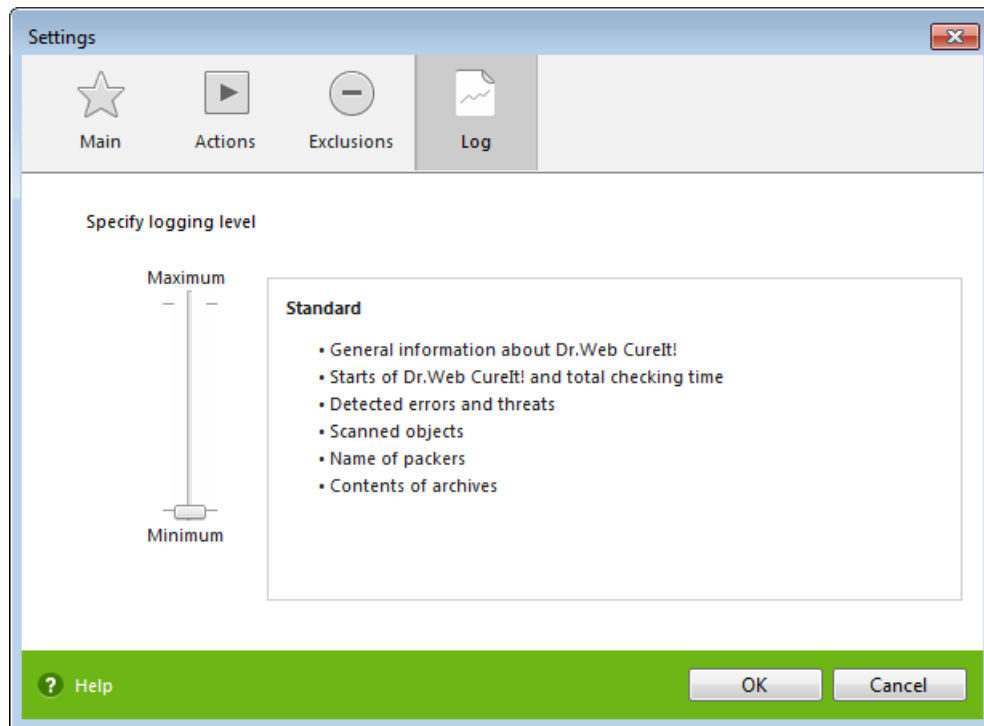 Settings
Main
Actions
Exclusions
Log
Specify logging level
Maximum
Standard
• General information about Dr.Web CureIt!
• Starts of Dr.Web CureIt! and total checking time
• Detected errors and threats
• Scanned objects
• Name of packers
• Contents of archives
Minimum
? Help
OK
Cancel